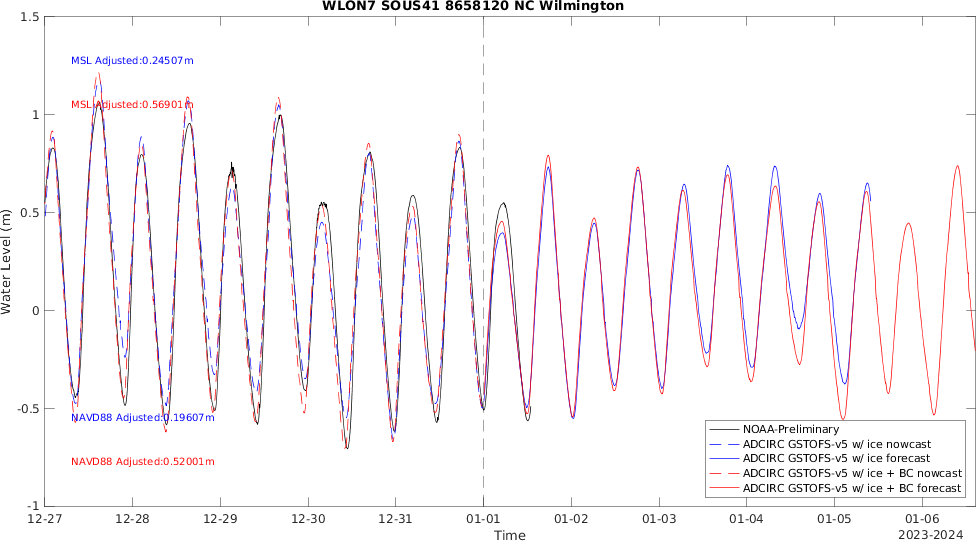 WLON7 SOUS41 8658120 NC Wilmington
1.5
1
0.5
0
-0.5
-1
Water Level (m)
MSL Adjusted:0.24507m
MSL Adjusted:0.56901m
NAVD88 Adjusted:0.19607m
NAVD88 Adjusted:0.52001m
NOAA-Preliminary
ADCIRC GSTOFS-v5 w/ ice nowcast
ADCIRC GSTOFS-v5 w/ ice forecast
ADCIRC GSTOFS-v5 w/ ice + BC nowcast
ADCIRC GSTOFS-v5 w/ ice + BC forecast
12-27 12-28 12-29 12-30 12-31 01-01 01-02 01-03 01-04 01-05 01-06
Time
2023-2024